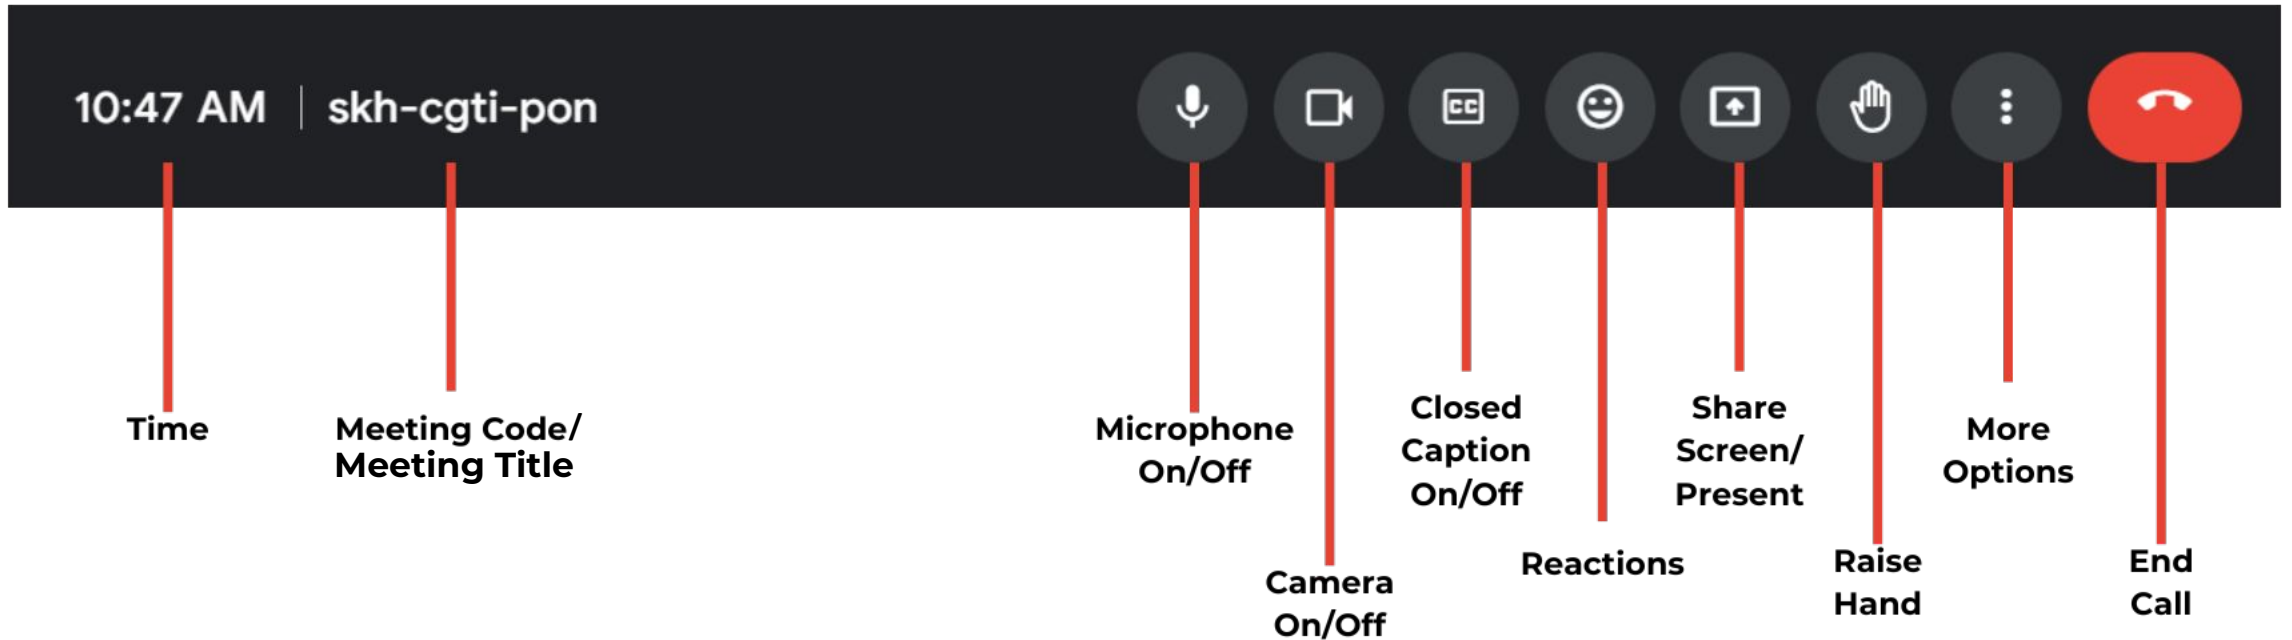 10:47 AM | skh-cgti-pon
CC
Time
Meeting Code/
Meeting Title
Microphone
On/Off
Camera
On/Off
Closed
Caption
On/Off
Reactions
Share
Screen/
Present
Raise
Hand
More
Options
End
Call